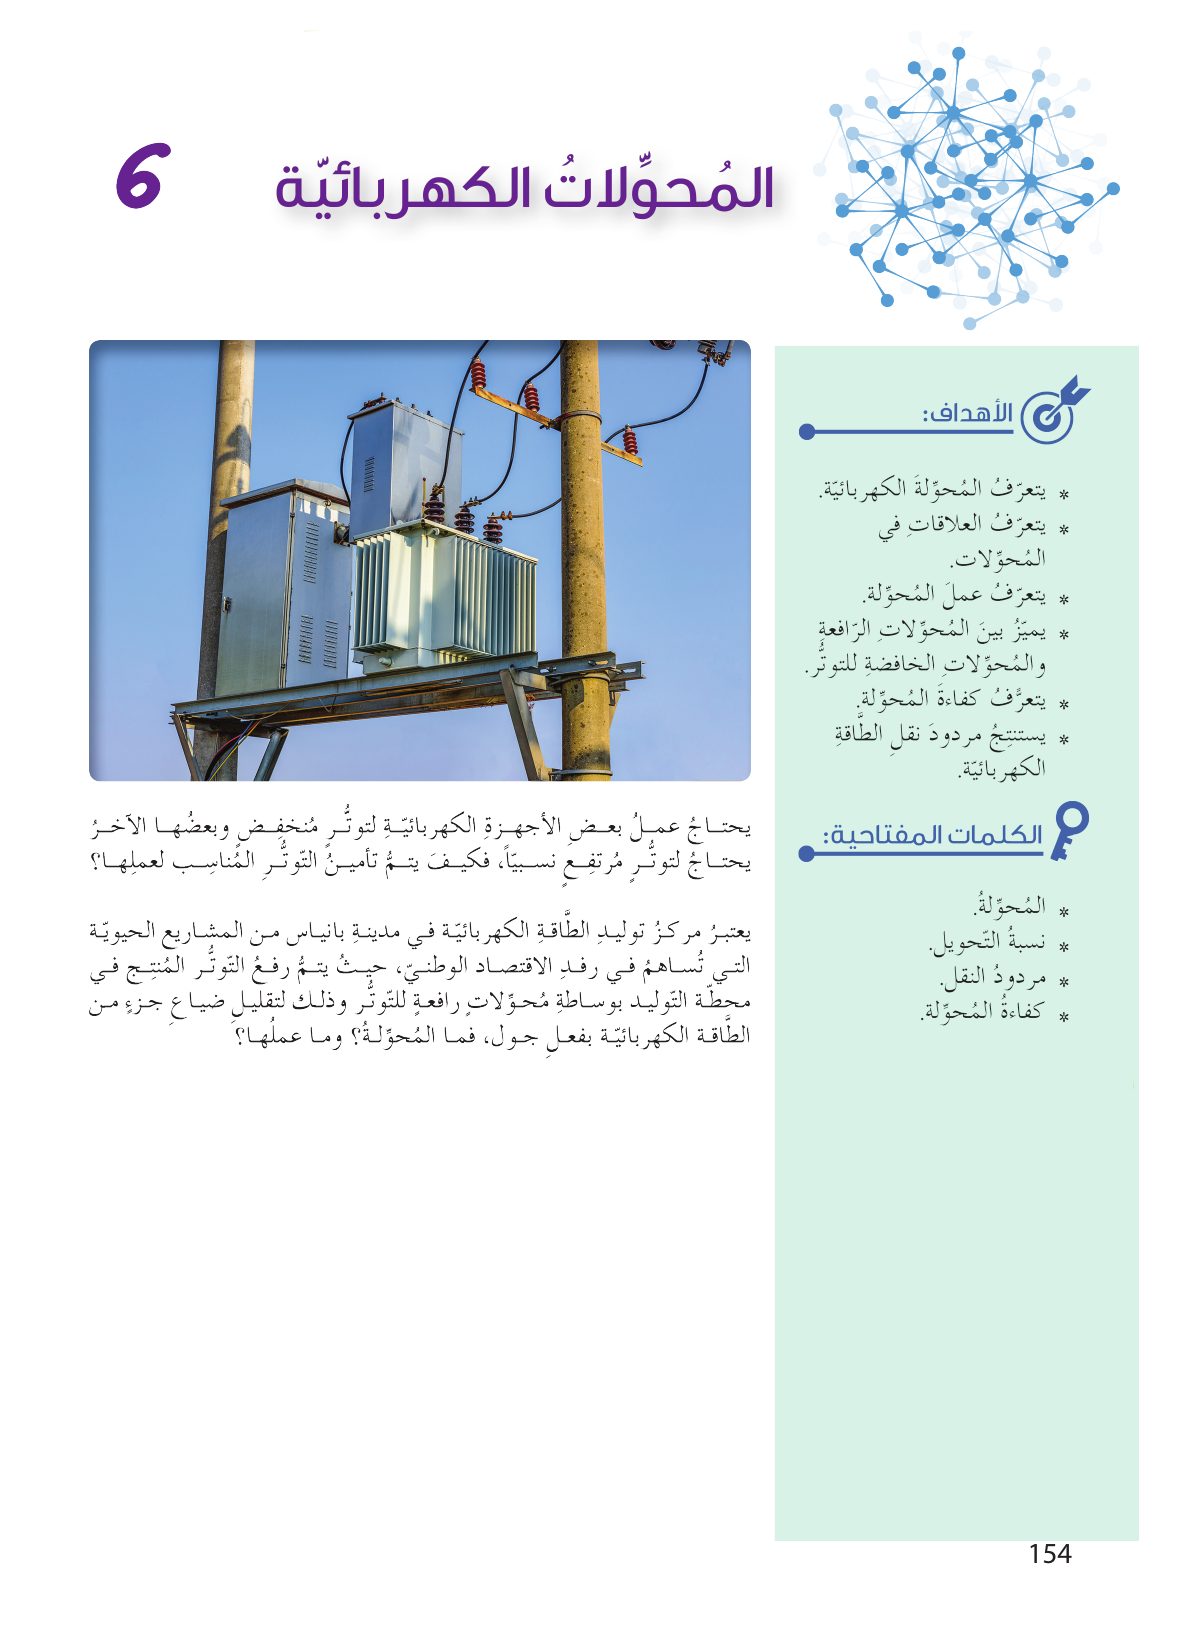 المُحوِّلاتُ الكهربائيّة
6
الأهداف:
* يتعرّفُ المُحوِّلةَ الكهربائيّة.
* يتعرّفُ العلاقاتِ في
المُحوِّلات.
* يتعرّفُ عملَ المُحوِّلة.
* يميّزُ بينَ المُحوِّلاتِ الرّافعةِ
والمُحوِّلاتِ الخافضةِ للتوتُّر.
* يتعرَّفُ كفاءةَ المُحوِّلة.
* يستنتِجُ مردودَ نقلِ الطَّاقةِ
الكهربائيّة.
الكلمات المفتاحية:
* المُحوِّلةُ.
* نسبةُ التّحويل.
* مردودُ النقل.
* كفاءةُ المُحوِّلة.
يحتاجُ عملُ بعضِ الأجهزةِ الكهربائيّةِ لتوتُّرٍ مُنخفِضٍ وبعضُها الآخرُ
يحتاجُ لتوتُّرٍ مُرتفِعٍ نسبيّاً، فكيفَ يتمُّ تأمينُ التّوتُّرِ المُناسِب لعملِها؟
يعتبرُ مركزُ توليدِ الطَّاقةِ الكهربائيّة في مدينةِ بانياس من المشاريع الحيويّة
التي تُساهمُ في رفدِ الاقتصاد الوطنيّ، حيثُ يتمُّ رفعُ التّوتُّر المُنتِج في
محطّة التّوليد بوساطةِ مُحوِّلاتٍ رافعةٍ للتّوتُّر وذلك لتقليلِ ضياعِ جزءٍ من
الطَّاقة الكهربائيّة بفعلِ جول، فما المُحوِّلةُ؟ وما عملُها؟
154